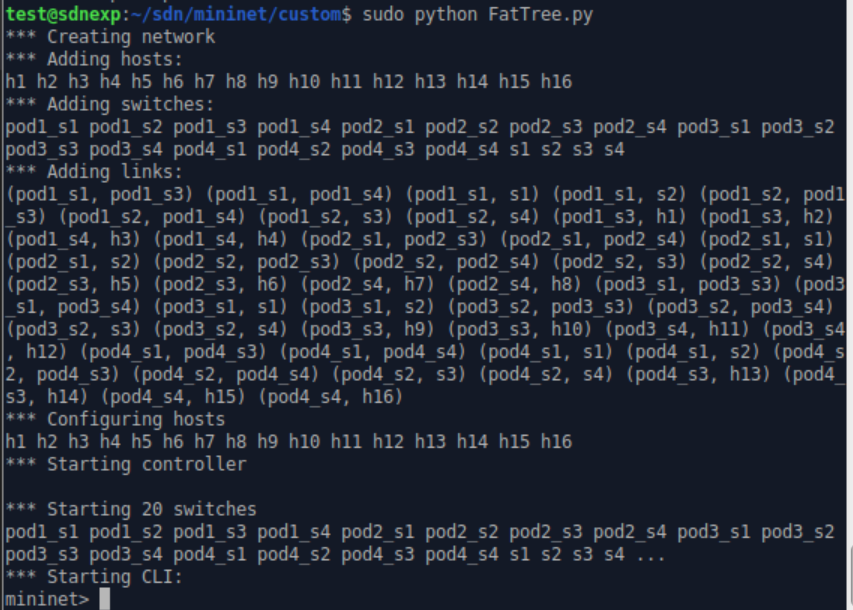 test@sdnexp:~/sdn/mininet/custom$ sudo python FatTree.py
*** Creating network
*** Adding hosts:
h1 h2 h3 h4 h5 h6 h7 h8 h9 h10 h11 h12 h13 h14 h15 h16
*** Adding switches:
pod1_s1 pod1_s2 pod1_s3 pod1_s4 pod2_s1 pod2_s2 pod2_s3 pod2_s4 pod3_s1 pod3_s2
pod3_s3 pod3_s4 pod4_s1 pod4_s2 pod4_s3 pod4_s4 s1 s2 s3 s4
*** Adding links:
(pod1_s1, pod1_s3) (pod1_s1, pod1_s4) (pod1_s1, s1) (pod1_s1, s2) (pod1_s2, pod1
_s3) (pod1_s2, pod1_s4) (pod1_s2, s3) (pod1_s2, s4) (pod1_s3, h1) (pod1_s3, h2)
(pod1_s4, h3) (pod1_s4, h4) (pod2_s1, pod2_s3) (pod2_s1, pod2_s4) (pod2_s1, s1)
(pod2_s1, s2) (pod2_s2, pod2_s3) (pod2_s2, pod2_s4) (pod2_s2, s3) (pod2_s2, s4)
(pod2_s3, h5) (pod2_s3, h6) (pod2_s4, h7) (pod2_s4, h8) (pod3_s1, pod3_s3) (pod3
_s1, pod3_s4) (pod3_s1, s1) (pod3_s1, s2) (pod3_s2, pod3_s3) (pod3_s2, pod3_s4)
(pod3_s2, s3) (pod3_s2, s4) (pod3_s3, h9) (pod3_s3, h10) (pod3_s4, h11) (pod3_s4
, h12) (pod4_s1, pod4_s3) (pod4_s1, pod4_s4) (pod4_s1, s1) (pod4_s1, s2) (pod4_s
2, pod4_s3) (pod4_s2, pod4_s4) (pod4_s2, s3) (pod4_s2, s4) (pod4_s3, h13) (pod4_
s3, h14) (pod4_s4, h15) (pod4_s4, h16)
*** Configuring hosts
h1 h2 h3 h4 h5 h6 h7 h8 h9 h10 h11 h12 h13 h14 h15 h16
*** Starting controller
*** Starting 20 switches
pod1_s1 pod1_s2 pod1_s3 pod1_s4 pod2_s1 pod2_s2 pod2_s3 pod2_s4 pod3_s1 pod3_s2
pod3_s3 pod3_s4 pod4_s1 pod4_s2 pod4_s3 pod4_s4 s1 s2 s3 s4 ...
*** Starting CLI:
mininet>